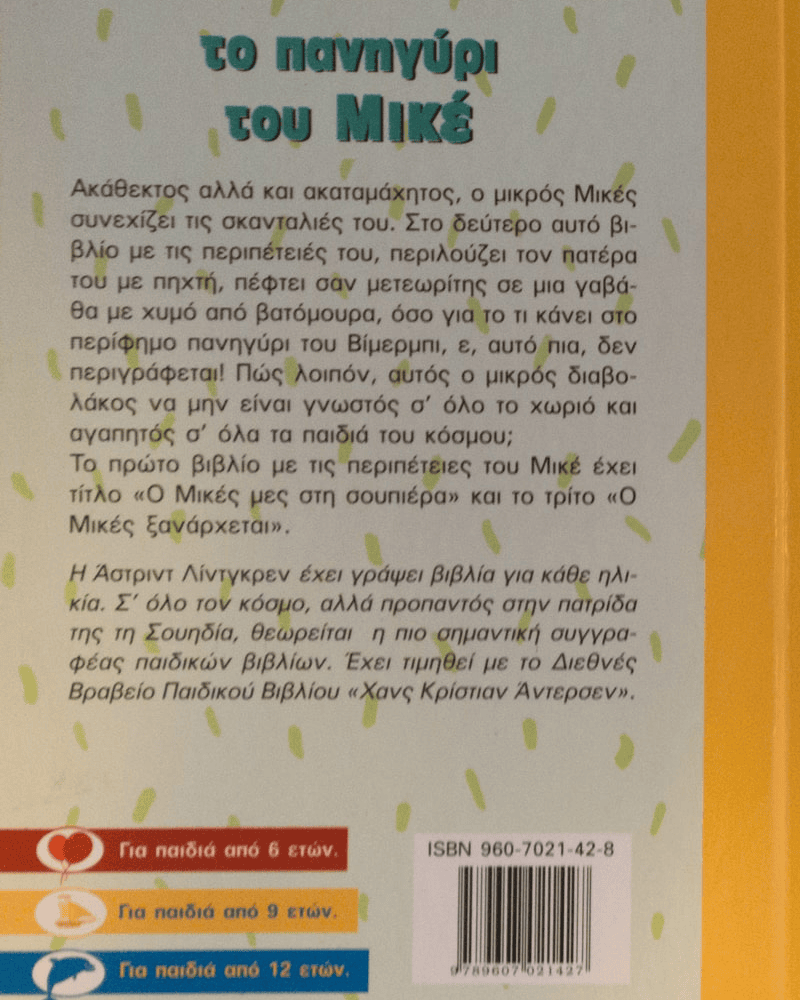 το πανηγύρι
του Μικέ
Ακάθεκτος αλλά και ακαταμάχητος, ο μικρός Μικές
συνεχίζει τις σκανταλιές του. Στο δεύτερο αυτό βι-
βλίο με τις περιπέτειές του, περιλούζει τον πατέρα
του με πηχτή, πέφτει σαν μετεωρίτης σε μια γαβά-
θα με χυμό από βατόμουρα, όσο για το τι κάνει στο
περίφημο πανηγύρι του Βίμερμπι, ε, αυτό πια, δεν
περιγράφεται! Πώς λοιπόν, αυτός ο μικρός διαβο-
λάκος να μην είναι γνωστός σ’ όλο το χωριό και
αγαπητός σ’ όλα τα παιδιά του κόσμου;
Το πρώτο βιβλίο με τις περιπέτειες του Μικέ έχει
τίτλο «Ο Μικές μες στη σουπιέρα» και το τρίτο «Ο
Μικές ξανάρχεται».
Η Άστριντ Λίντγκρεν έχει γράψει βιβλία για κάθε ηλι-
κία. Σ’ όλο τον κόσμο, αλλά προπαντός στην πατρίδα
της τη Σουηδία, θεωρείται η πιο σημαντική συγγρα-
φέας παιδικών βιβλίων. Έχει τιμηθεί με το Διεθνές
Βραβείο Παιδικού Βιβλίου «Χανς Κρίστιαν Άντερσεν».
Για παιδιά από 6 ετών.
Για παιδιά από 9 ετών.
Για παιδιά από 12 ετών.
ISBN 960-7021-42-8
9789607021427